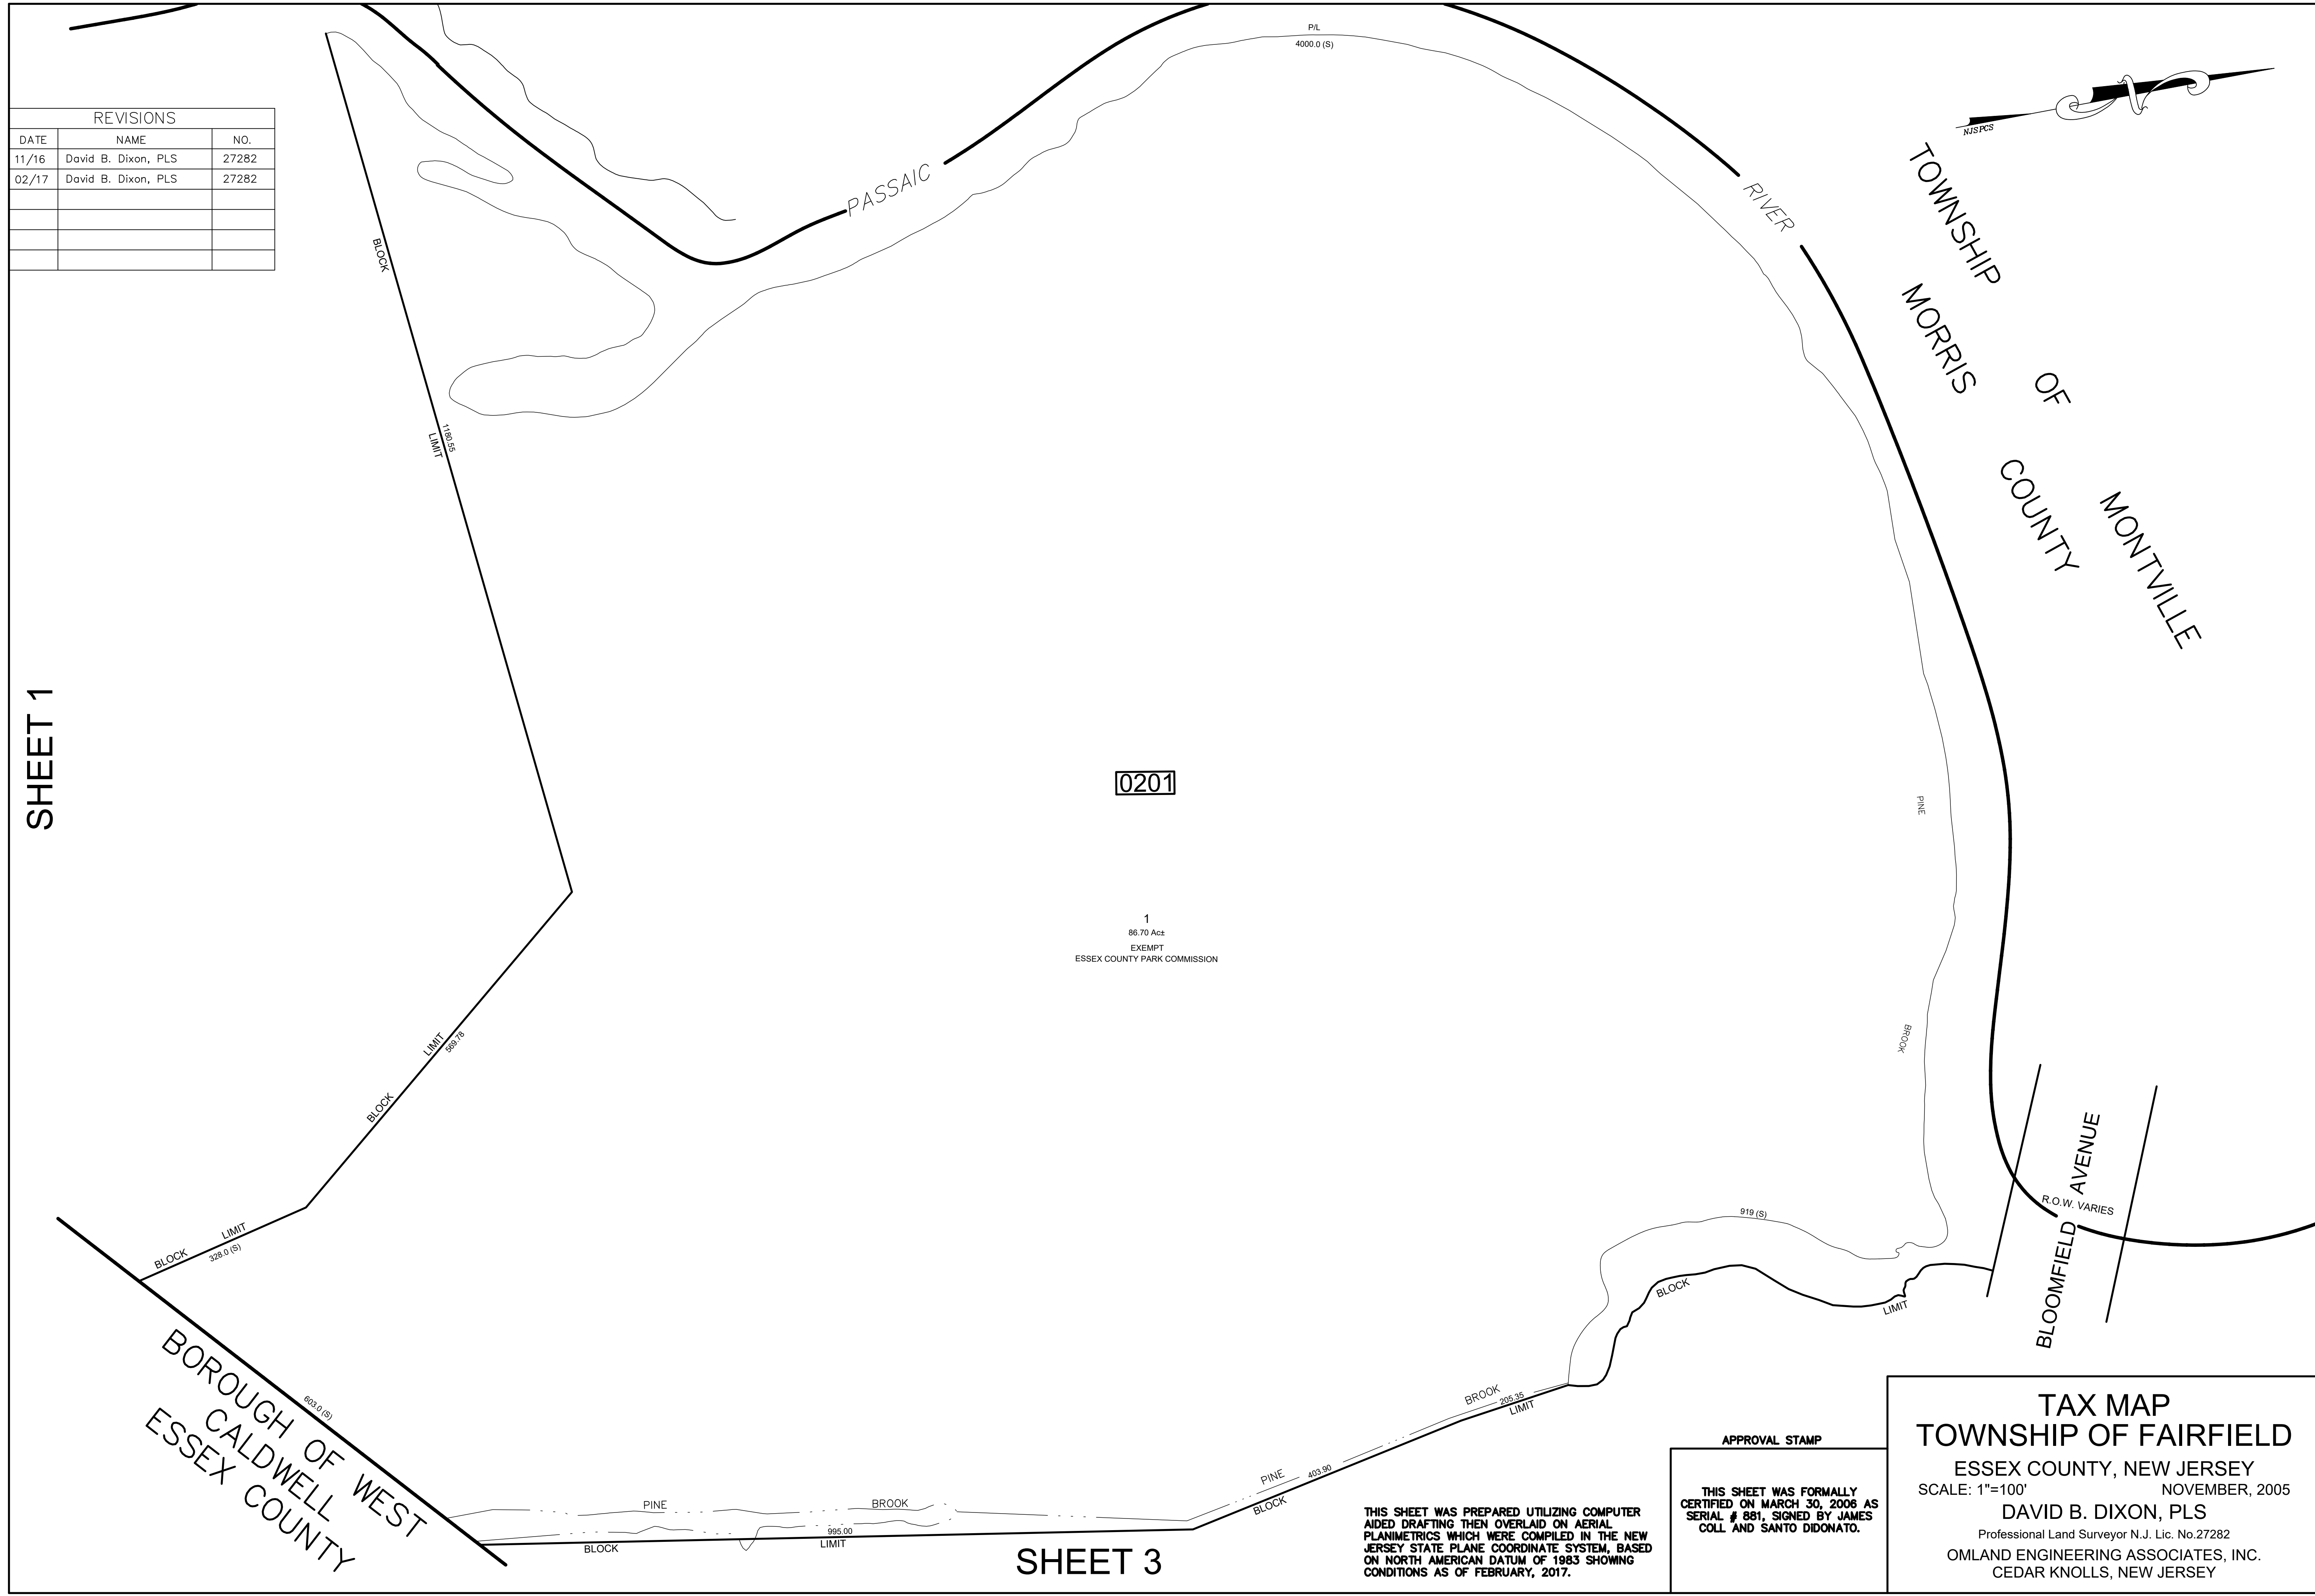 P/L
4000.0 (S)
NJSPCS
N
REVISIONS
DATE NAME NO.
11/16 David B. Dixon, PLS 27282
02/17 David B. Dixon, PLS 27282
PASSAIC
RIVER
TOWNSHIP OF MONTVILLE
MORRIS COUNTY
BLOCK
LIMIT
1180.55
SHEET 1
0201
1
86.70 Ac±
EXEMPT
ESSEX COUNTY PARK COMMISSION
PINE
BROOK
LIMIT
569.78
BLOCK
BLOCK
LIMIT
328.0 (S)
603.0 (S)
BOROUGH OF WEST
CALDWELL
ESSEX COUNTY
PINE
BROOK
995.00
BLOCK
LIMIT
SHEET 3
PINE
403.90
BLOCK
BROOK
205.35
LIMIT
919 (S)
BLOCK
LIMIT
BLOOMFIELD AVENUE
R.O.W. VARIES
THIS SHEET WAS PREPARED UTILIZING COMPUTER
AIDED DRAFTING THEN OVERLAID ON AERIAL
PLANIMETRICS WHICH WERE COMPILED IN THE NEW
JERSEY STATE PLANE COORDINATE SYSTEM, BASED
ON NORTH AMERICAN DATUM OF 1983 SHOWING
CONDITIONS AS OF FEBRUARY, 2017.
APPROVAL STAMP
THIS SHEET WAS FORMALLY
CERTIFIED ON MARCH 30, 2006 AS
SERIAL # 881, SIGNED BY JAMES
COLL AND SANTO DIDONATO.
TAX MAP
TOWNSHIP OF FAIRFIELD
ESSEX COUNTY, NEW JERSEY
SCALE: 1"=100' NOVEMBER, 2005
DAVID B. DIXON, PLS
Professional Land Surveyor N.J. Lic. No.27282
OMLAND ENGINEERING ASSOCIATES, INC.
CEDAR KNOLLS, NEW JERSEY